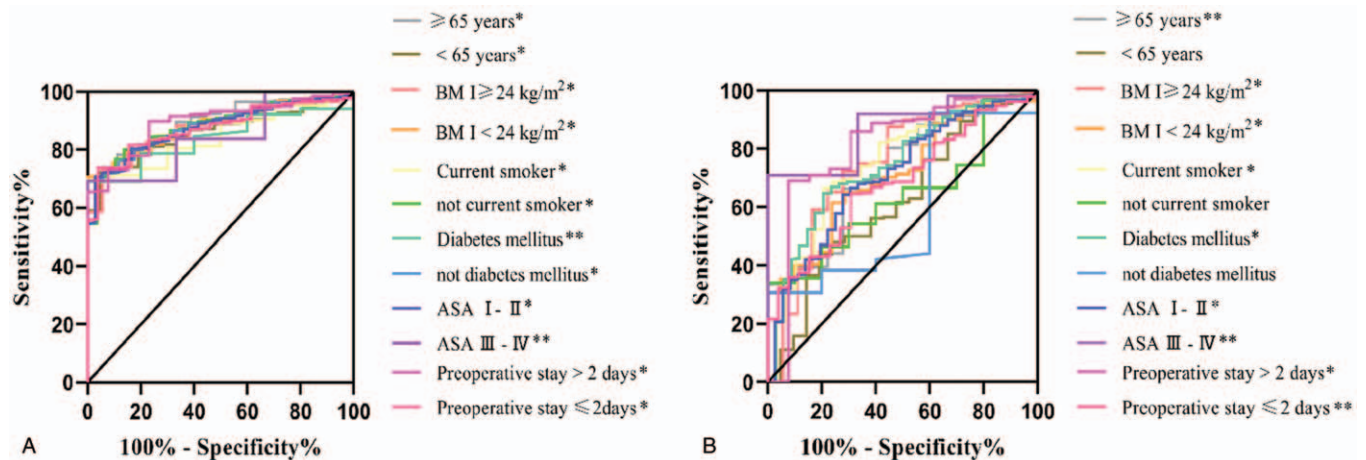 Sensitivity%
100
80
60
40
20
0
0 20 40 60 80 100
100% - Specificity%
A
≥ 65 years*
< 65 years*
BM I≥ 24 kg/m²*
BM I < 24 kg/m²*
Current smoker*
not current smoker*
Diabetes mellitus**
not diabetes mellitus*
ASA Ⅰ - Ⅱ*
ASA Ⅲ - Ⅳ**
Preoperative stay > 2 days*
Preoperative stay ≤ 2days*
Sensitivity%
100
80
60
40
20
0
0 20 40 60 80 100
100% - Specificity%
B
≥ 65 years**
< 65 years
BM I≥ 24 kg/m²*
BM I < 24 kg/m²*
Current smoker*
not current smoker
Diabetes mellitus*
not diabetes mellitus
ASA Ⅰ - Ⅱ*
ASA Ⅲ - Ⅳ**
Preoperative stay > 2 days*
Preoperative stay ≤ 2 days**